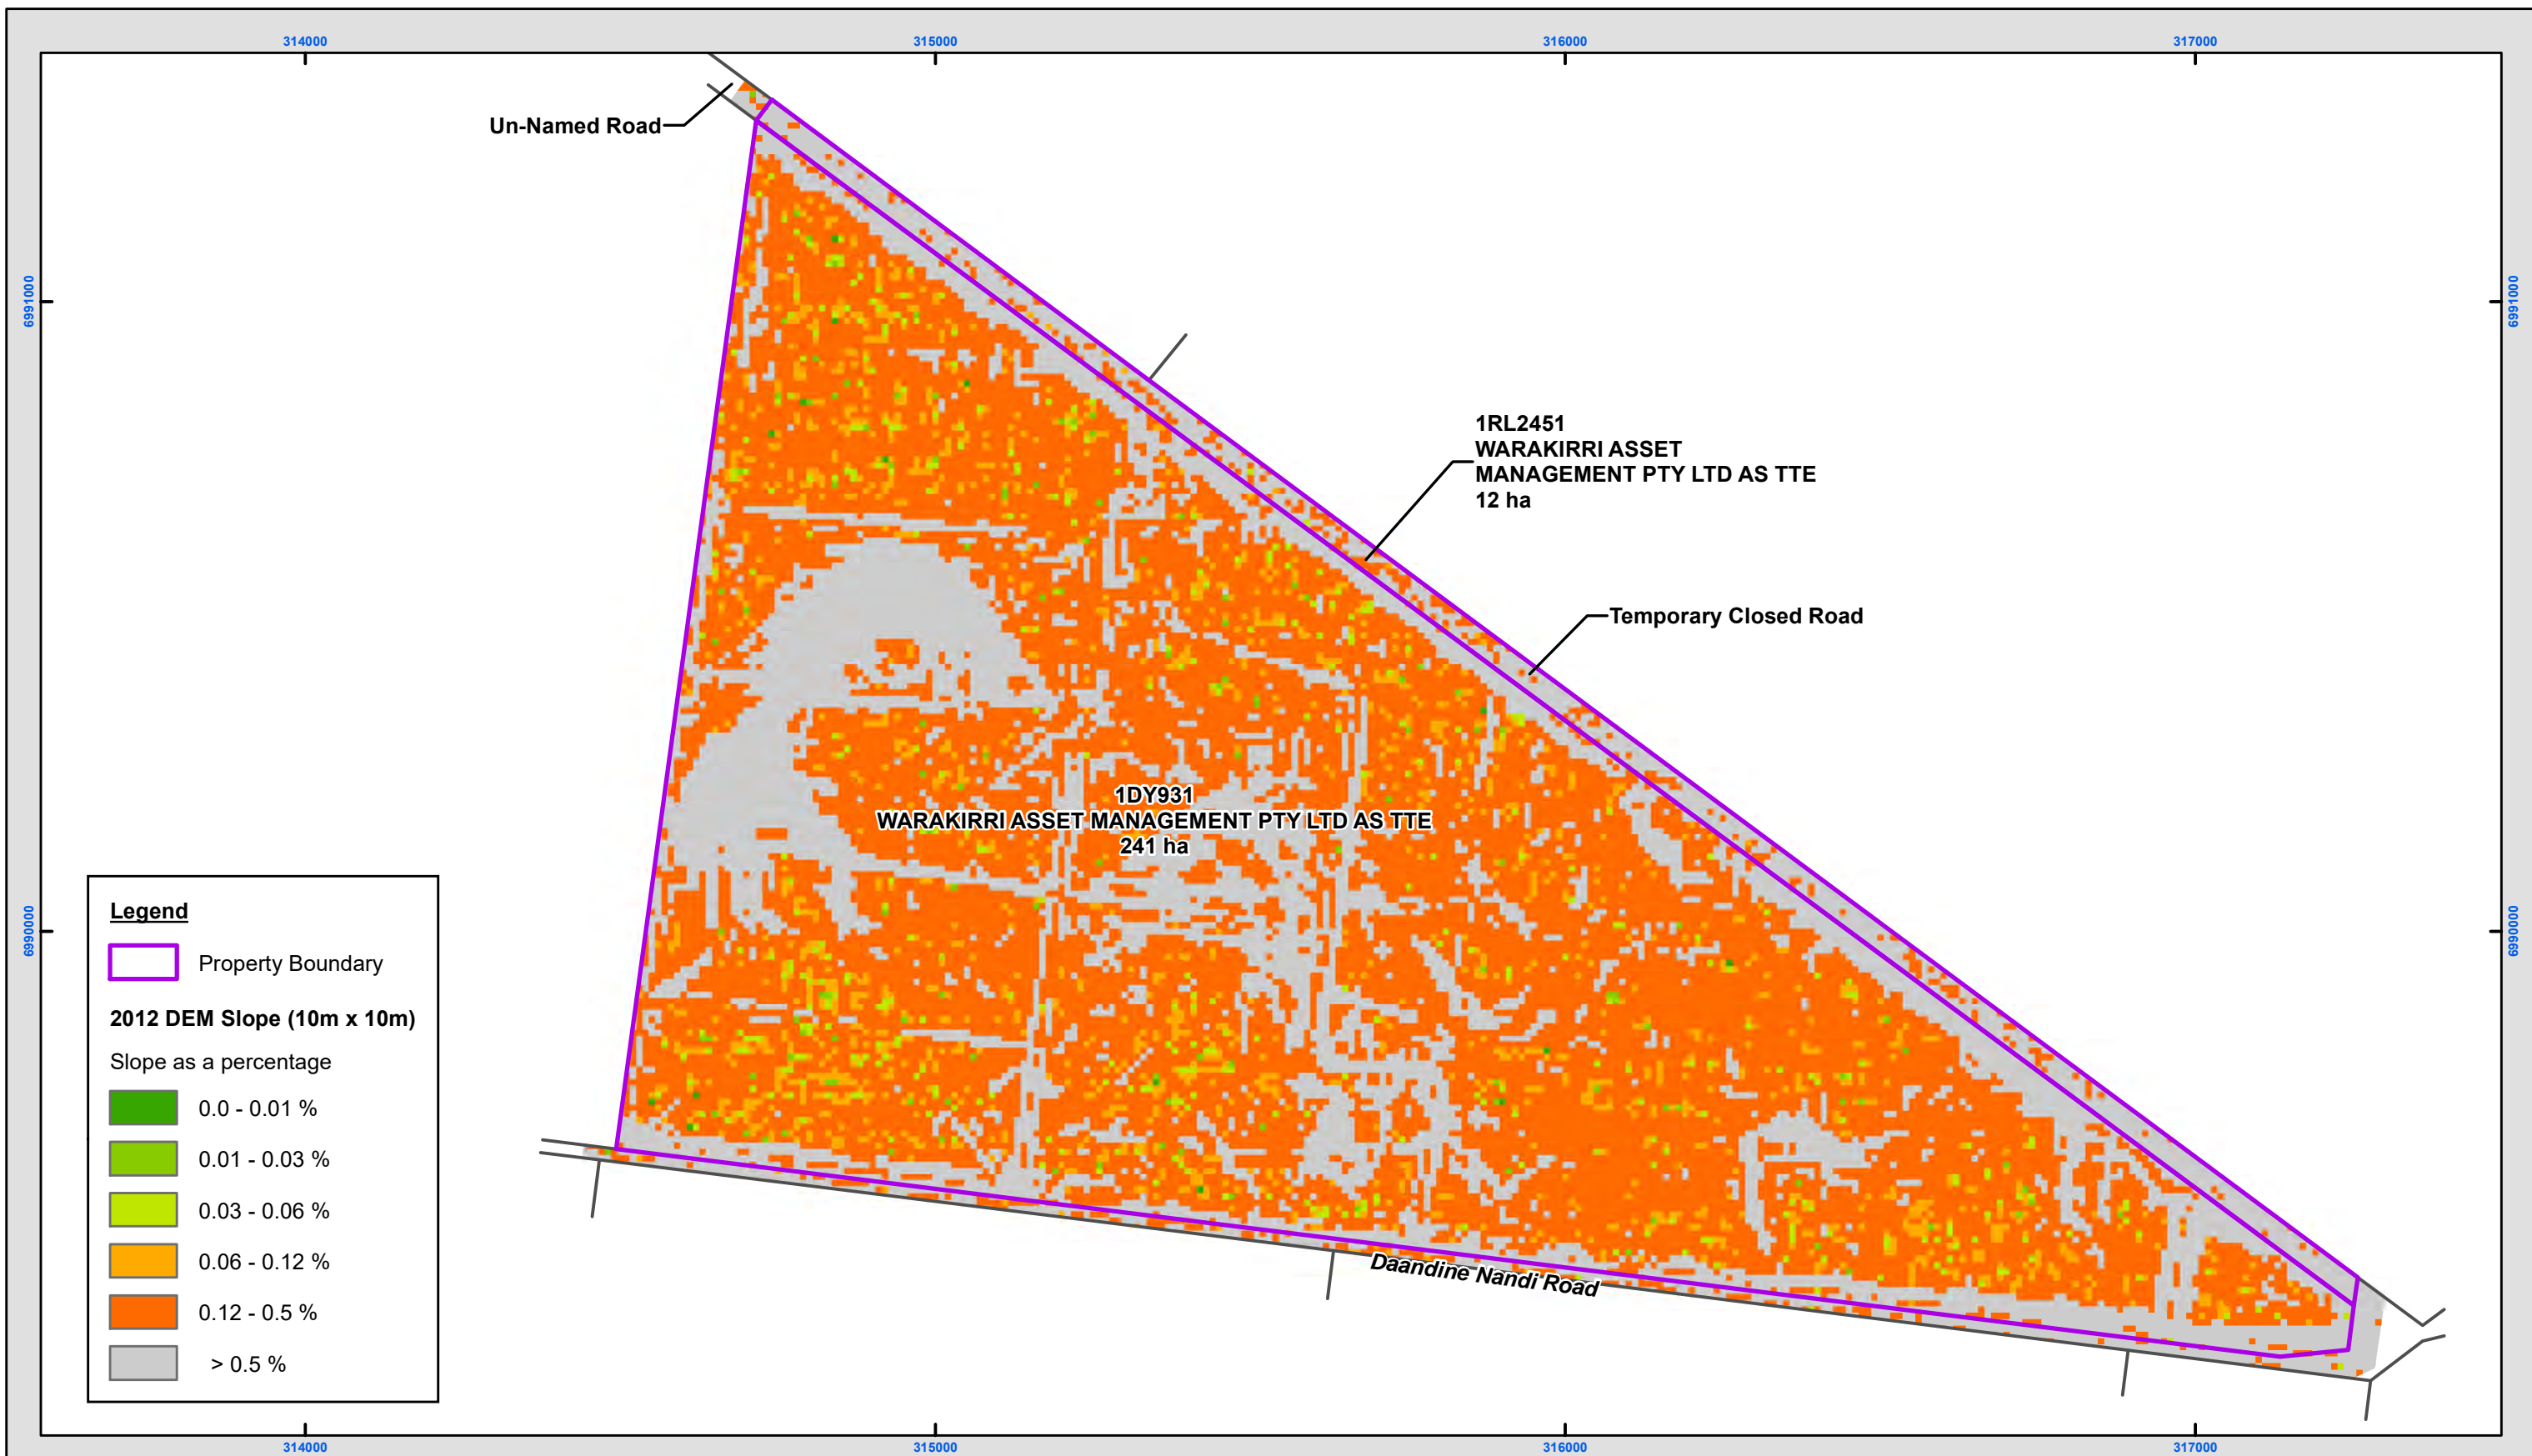 314000
315000
316000
317000
Un-Named Road
6991000
6991000
1RL2451
WARAKIRRI ASSET
MANAGEMENT PTY LTD AS TTE
12 ha
Temporary Closed Road
1DY931
WARAKIRRI ASSET MANAGEMENT PTY LTD AS TTE
241 ha
6990000
6990000
Legend
Property Boundary
2012 DEM Slope (10m x 10m)
Slope as a percentage
0.0 - 0.01 %
0.01 - 0.03 %
0.03 - 0.06 %
0.06 - 0.12 %
0.12 - 0.5 %
> 0.5 %
Daandine Nandi Road
314000
315000
316000
317000